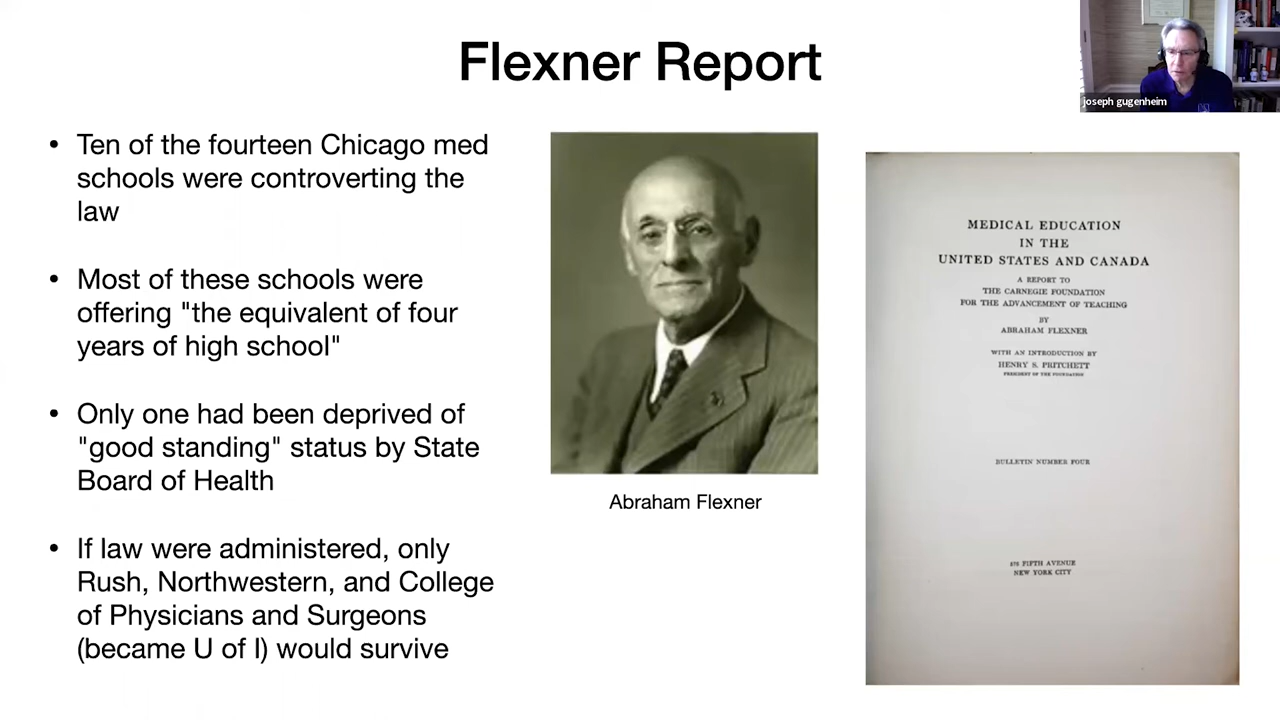 Flexner Report
joseph gugenheim
• Ten of the fourteen Chicago med
schools were controverting the
law
• Most of these schools were
offering "the equivalent of four
years of high school"
• Only one had been deprived of
"good standing" status by State
Board of Health
• If law were administered, only
Rush, Northwestern, and College
of Physicians and Surgeons
(became U of I) would survive
Abraham Flexner
MEDICAL EDUCATION
IN THE
UNITED STATES AND CANADA
A REPORT TO
THE CARNEGIE FOUNDATION
FOR THE ADVANCEMENT OF TEACHING
BY
ABRAHAM FLEXNER
WITH AN INTRODUCTION BY
HENRY S. PRITCHETT
PRESIDENT OF THE FOUNDATION
BULLETIN NUMBER FOUR
576 FIFTH AVENUE
NEW YORK CITY